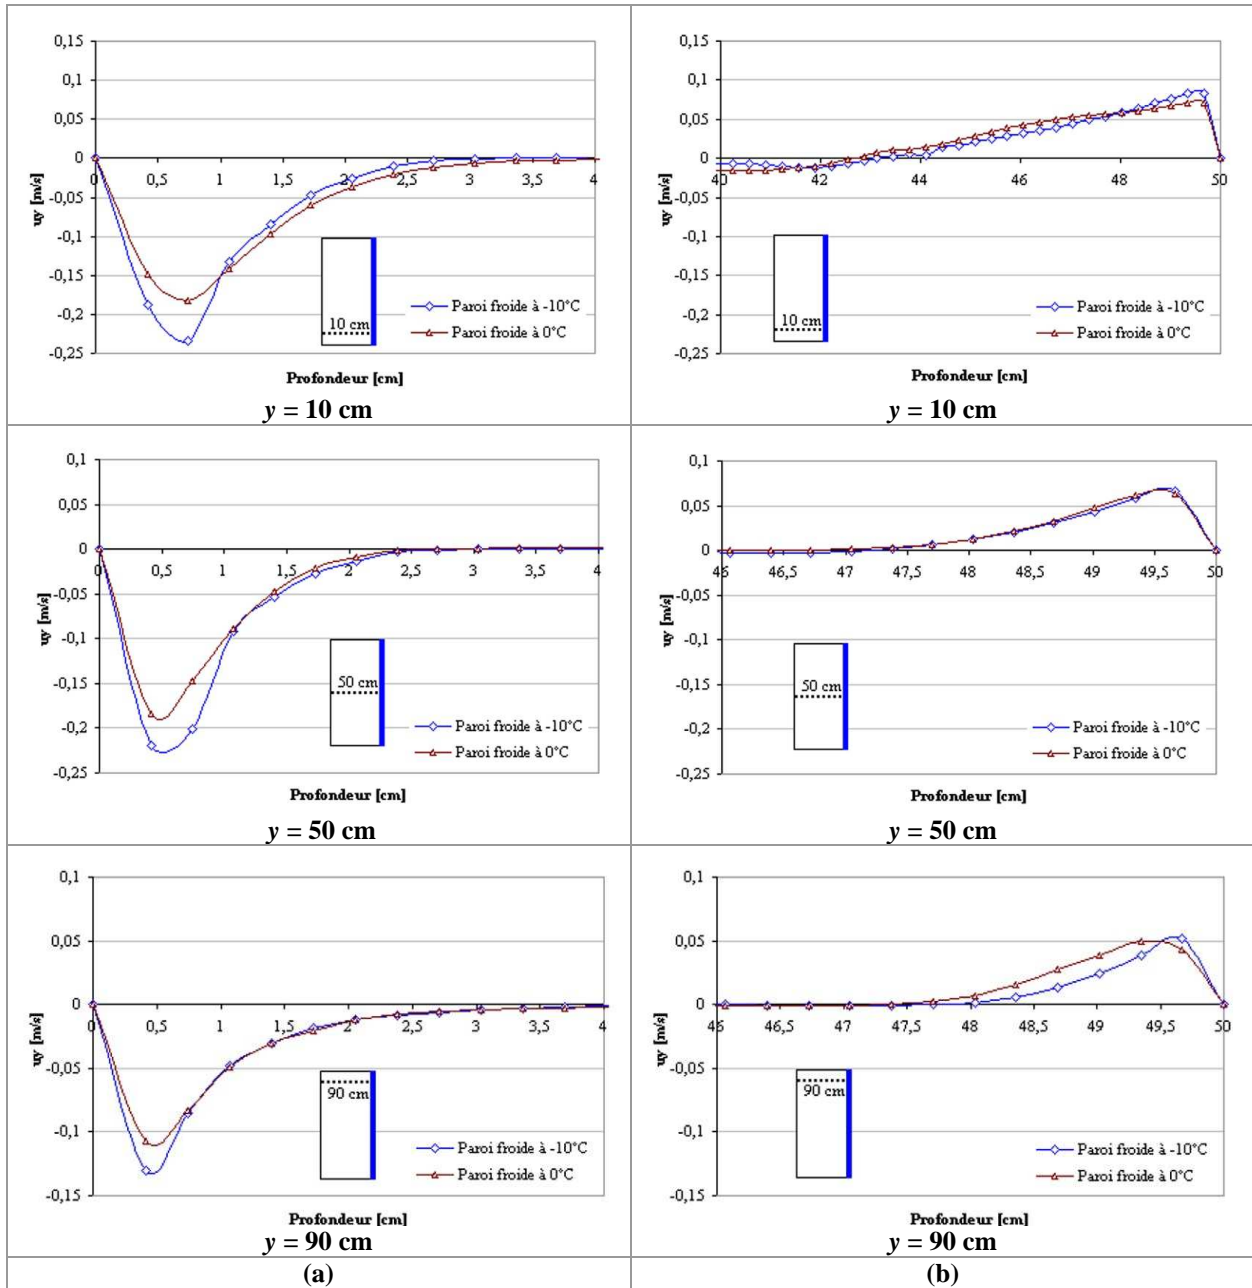 0,15
0,1
0,05
0
-0,05
-0,1
-0,15
-0,2
-0,25
uy [m/s]
0 0,5 1 1,5 2 2,5 3 3,5 4
10 cm
Paroi froide à -10°C
Paroi froide à 0°C
Profondeur [cm]
y = 10 cm
0,15
0,1
0,05
0
-0,05
-0,1
-0,15
-0,2
-0,25
uy [m/s]
40 42 44 46 48 50
10 cm
Paroi froide à -10°C
Paroi froide à 0°C
Profondeur [cm]
y = 10 cm
0,1
0,05
0
-0,05
-0,1
-0,15
-0,2
-0,25
uy [m/s]
0 0,5 1 1,5 2 2,5 3 3,5 4
50 cm
Paroi froide à -10°C
Paroi froide à 0°C
Profondeur [cm]
y = 50 cm
0,1
0,05
0
-0,05
-0,1
-0,15
-0,2
-0,25
uy [m/s]
46 46,5 47 47,5 48 48,5 49 49,5 50
50 cm
Paroi froide à -10°C
Paroi froide à 0°C
Profondeur [cm]
y = 50 cm
0,1
0,05
0
-0,05
-0,1
-0,15
uy [m/s]
0 0,5 1 1,5 2 2,5 3 3,5 4
90 cm
Paroi froide à -10°C
Paroi froide à 0°C
Profondeur [cm]
y = 90 cm
0,1
0,05
0
-0,05
-0,1
-0,15
uy [m/s]
46 46,5 47 47,5 48 48,5 49 49,5 50
90 cm
Paroi froide à -10°C
Paroi froide à 0°C
Profondeur [cm]
y = 90 cm
(a)
(b)